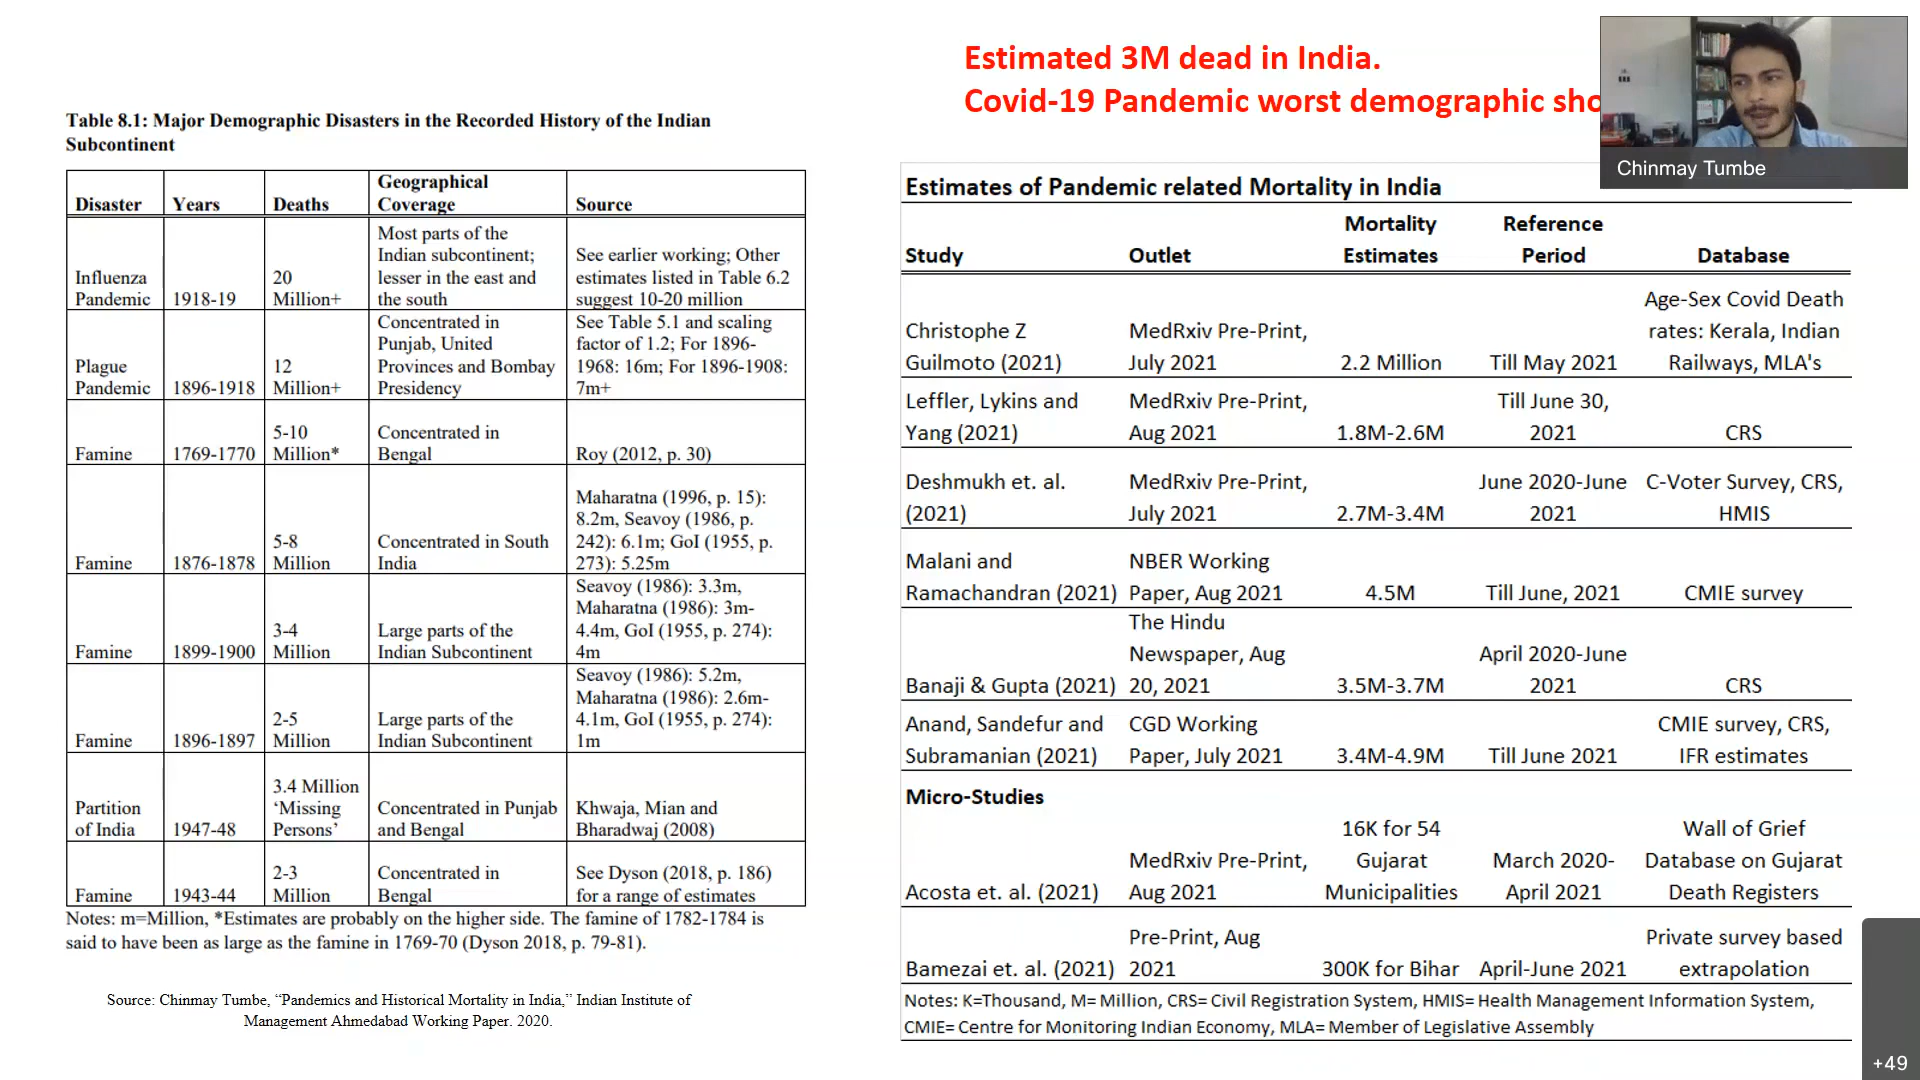 Estimated 3M dead in India.
Covid-19 Pandemic worst demographic
Chinmay Tumbe
Table 8.1: Major Demographic Disasters in the Recorded History of the Indian
Subcontinent
Disaster Years Deaths Geographical Coverage Source
Influenza Pandemic 1918-19 20 Million+ Most parts of the Indian subcontinent; lesser in the east and the south See earlier working; Other estimates listed in Table 6.2 suggest 10-20 million
Plague Pandemic 1896-1918 12 Million+ Concentrated in Punjab, United Provinces and Bombay Presidency See Table 5.1 and scaling factor of 1.2; For 1896-1968: 16m; For 1896-1908: 7m+
Famine 1769-1770 5-10 Million* Concentrated in Bengal Roy (2012, p. 30)
Famine 1876-1878 5-8 Million Concentrated in South India Maharatna (1996, p. 15): 8.2m, Seavoy (1986, p. 242): 6.1m; GoI (1955, p. 273): 5.25m
Famine 1899-1900 3-4 Million Large parts of the Indian Subcontinent Seavoy (1986): 3.3m, Maharatna (1986): 3m-4.4m, GoI (1955, p. 274): 4m
Famine 1896-1897 2-5 Million Large parts of the Indian Subcontinent Seavoy (1986): 5.2m, Maharatna (1986): 2.6m-4.1m, GoI (1955, p. 274): 1m
Partition of India 1947-48 3.4 Million ‘Missing Persons’ Concentrated in Punjab and Bengal Khwaja, Mian and Bharadwaj (2008)
Famine 1943-44 2-3 Million Concentrated in Bengal See Dyson (2018, p. 186) for a range of estimates
Notes: m=Million, *Estimates are probably on the higher side. The famine of 1782-1784 is
said to have been as large as the famine in 1769-70 (Dyson 2018, p. 79-81).
Source: Chinmay Tumbe, “Pandemics and Historical Mortality in India,” Indian Institute of
Management Ahmedabad Working Paper. 2020.
Estimates of Pandemic related Mortality in India
Study Outlet Mortality Estimates Reference Period Database
Christophe Z Guilmoto (2021) MedRxiv Pre-Print, July 2021 2.2 Million Till May 2021 Age-Sex Covid Death rates: Kerala, Indian Railways, MLA's
Leffler, Lykins and Yang (2021) MedRxiv Pre-Print, Aug 2021 1.8M-2.6M Till June 30, 2021 CRS
Deshmukh et. al. (2021) MedRxiv Pre-Print, July 2021 2.7M-3.4M June 2020-June 2021 C-Voter Survey, CRS, HMIS
Malani and Ramachandran (2021) NBER Working Paper, Aug 2021 4.5M Till June, 2021 CMIE survey
Banaji & Gupta (2021) The Hindu Newspaper, Aug 20, 2021 3.5M-3.7M April 2020-June 2021 CRS
Anand, Sandefur and Subramanian (2021) CGD Working Paper, July 2021 3.4M-4.9M Till June 2021 CMIE survey, CRS, IFR estimates
Micro-Studies
Acosta et. al. (2021) MedRxiv Pre-Print, Aug 2021 16K for 54 Gujarat Municipalities March 2020-April 2021 Wall of Grief Database on Gujarat Death Registers
Bamezai et. al. (2021) Pre-Print, Aug 2021 300K for Bihar April-June 2021 Private survey based extrapolation
Notes: K=Thousand, M= Million, CRS= Civil Registration System, HMIS= Health Management Information System,
CMIE= Centre for Monitoring Indian Economy, MLA= Member of Legislative Assembly
+49